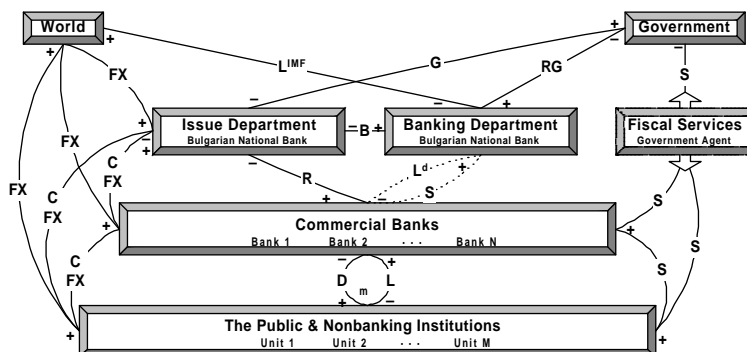 World
Government
+ + + −
FX G RG S
L^IMF
− − +
Issue Department
Bulgarian National Bank
− B +
Banking Department
Bulgarian National Bank
Fiscal Services
Government Agent
+
−
+
FX
FX
C
FX
C
FX
R
L^d
S
− + − +
S
S
Commercial Banks
Bank 1 Bank 2 · · · Bank N
+ +
C
FX
− +
D L
m
+ −
S
The Public & Nonbanking Institutions
Unit 1 Unit 2 · · · Unit M
+ +